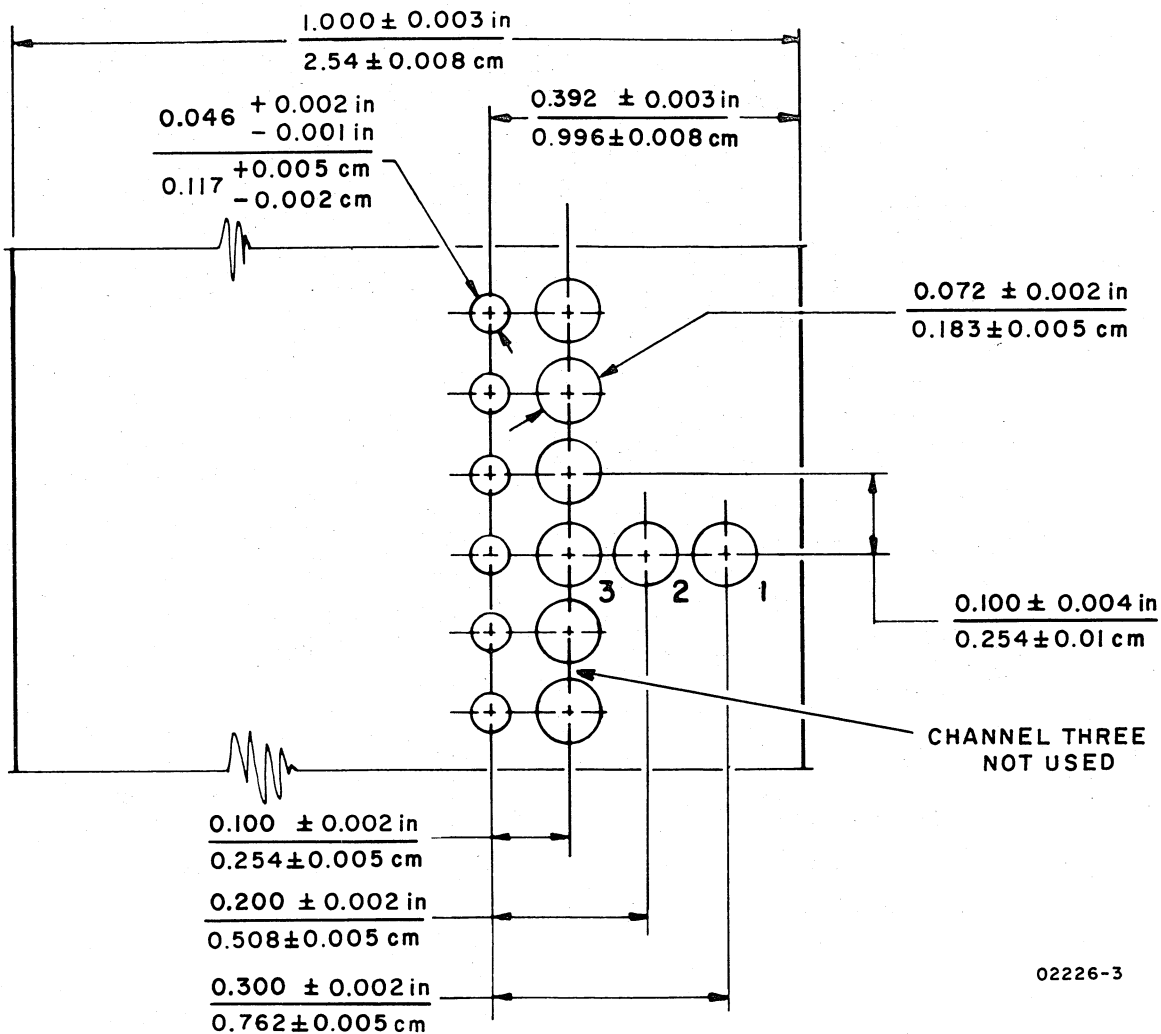 1.000 ± 0.003 in
2.54 ± 0.008 cm
0.046 + 0.002 in
- 0.001 in
0.117 +0.005 cm
-0.002 cm
0.392 ± 0.003 in
0.996±0.008 cm
0.072 ± 0.002 in
0.183±0.005 cm
3 2 1
0.100 ± 0.004 in
0.254±0.01 cm
CHANNEL THREE
NOT USED
0.100 ± 0.002 in
0.254±0.005 cm
0.200 ± 0.002 in
0.508±0.005 cm
0.300 ± 0.002 in
0.762±0.005 cm
02226-3